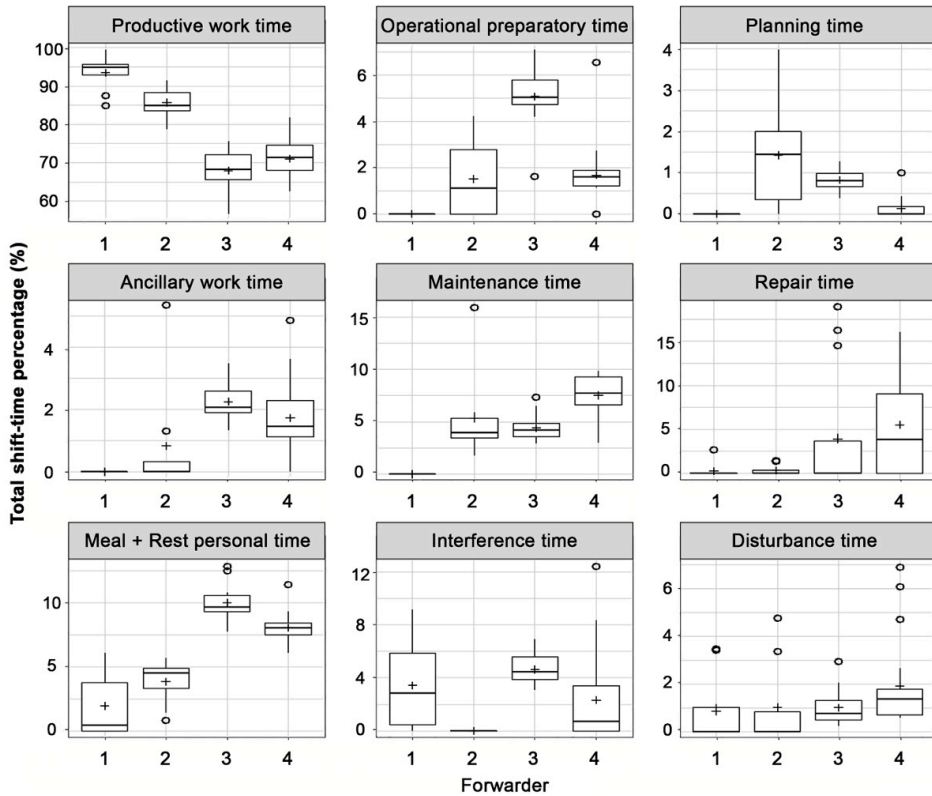 Productive work time
Operational preparatory time
Planning time
100
90
80
70
60
1 2 3 4
6
4
2
0
1 2 3 4
4
3
2
1
0
1 2 3 4
Ancillary work time
Maintenance time
Repair time
4
2
0
1 2 3 4
15
10
5
0
1 2 3 4
15
10
5
0
1 2 3 4
Meal + Rest personal time
Interference time
Disturbance time
10
5
0
1 2 3 4
12
8
4
0
1 2 3 4
6
4
2
0
1 2 3 4
Total shift-time percentage (%)
Forwarder